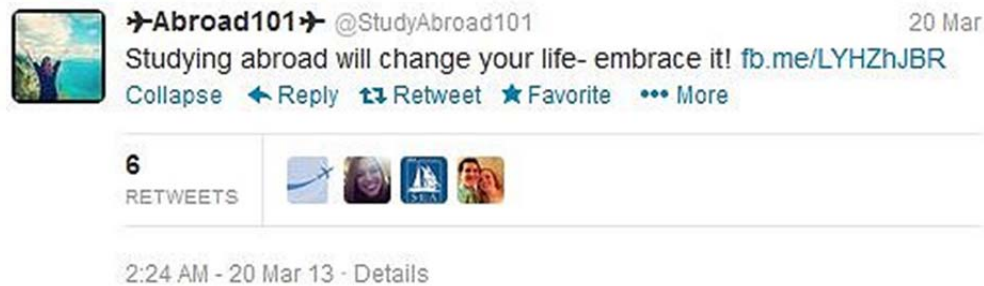 ✈Abroad101✈ @StudyAbroad101 20 Mar
Studying abroad will change your life- embrace it! fb.me/LYHZhJBR
Collapse Reply Retweet Favorite ••• More
6
RETWEETS
SEA
2:24 AM - 20 Mar 13 · Details